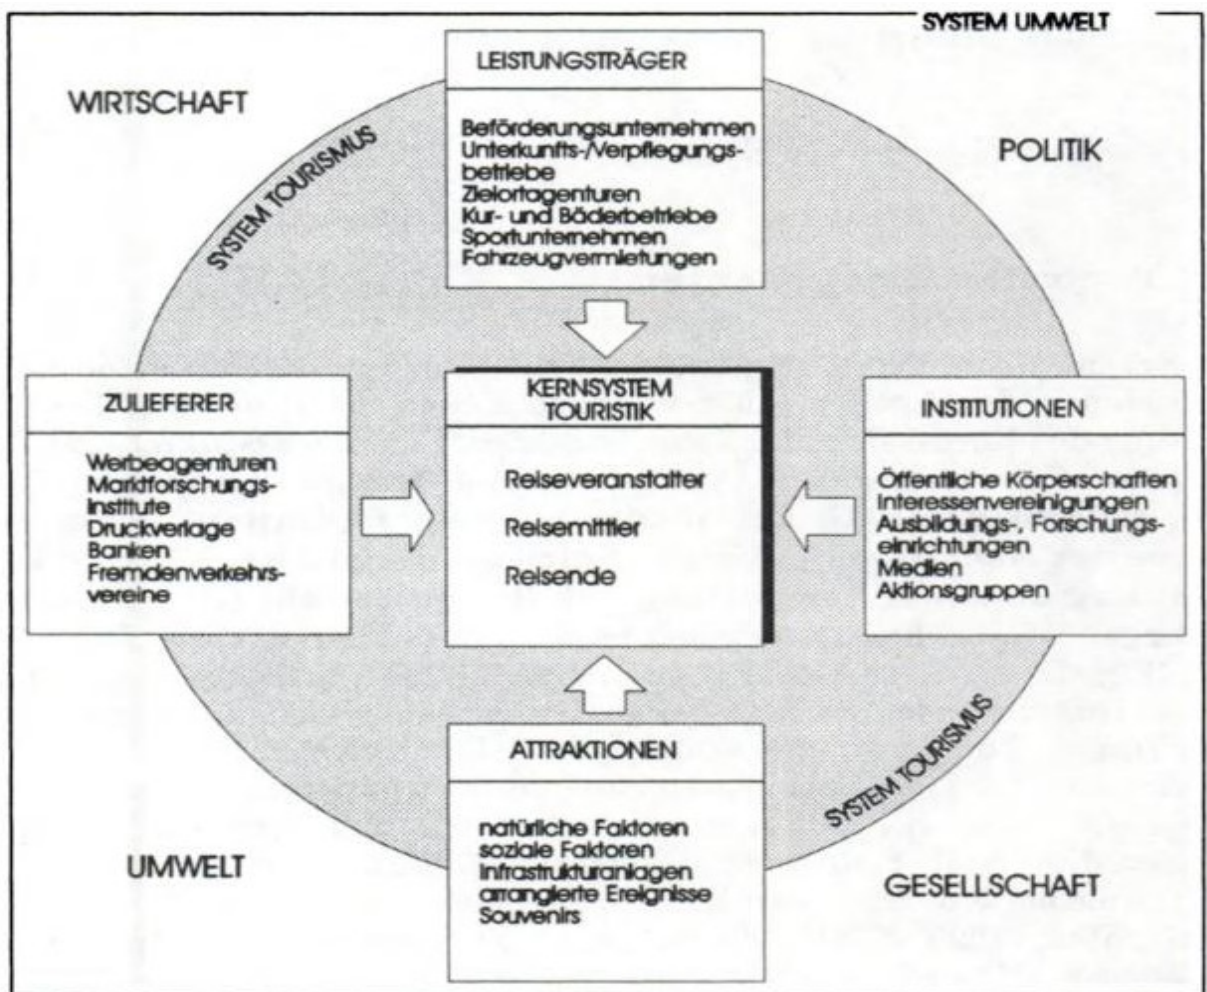 SYSTEM UMWELT
WIRTSCHAFT
POLITIK
SYSTEM TOURISMUS
LEISTUNGSTRÄGER
Beförderungsunternehmen
Unterkunfts-/Verpflegungs-
betriebe
Zielortagenturen
Kur- und Bäderbetriebe
Sportunternehmen
Fahrzeugvermietungen
ZULIEFERER
Werbeagenturen
Marktforschungs-
institute
Druckverlage
Banken
Fremdenverkehrs-
vereine
KERNSYSTEM
TOURISTIK
Reiseveranstalter
Reisemittler
Reisende
INSTITUTIONEN
Öffentliche Körperschaften
Interessenvereinigungen
Ausbildungs-, Forschungs-
einrichtungen
Medien
Aktionsgruppen
ATTRAKTIONEN
natürliche Faktoren
soziale Faktoren
Infrastrukturanlagen
arrangierte Ereignisse
Souvenirs
SYSTEM TOURISMUS
UMWELT
GESELLSCHAFT